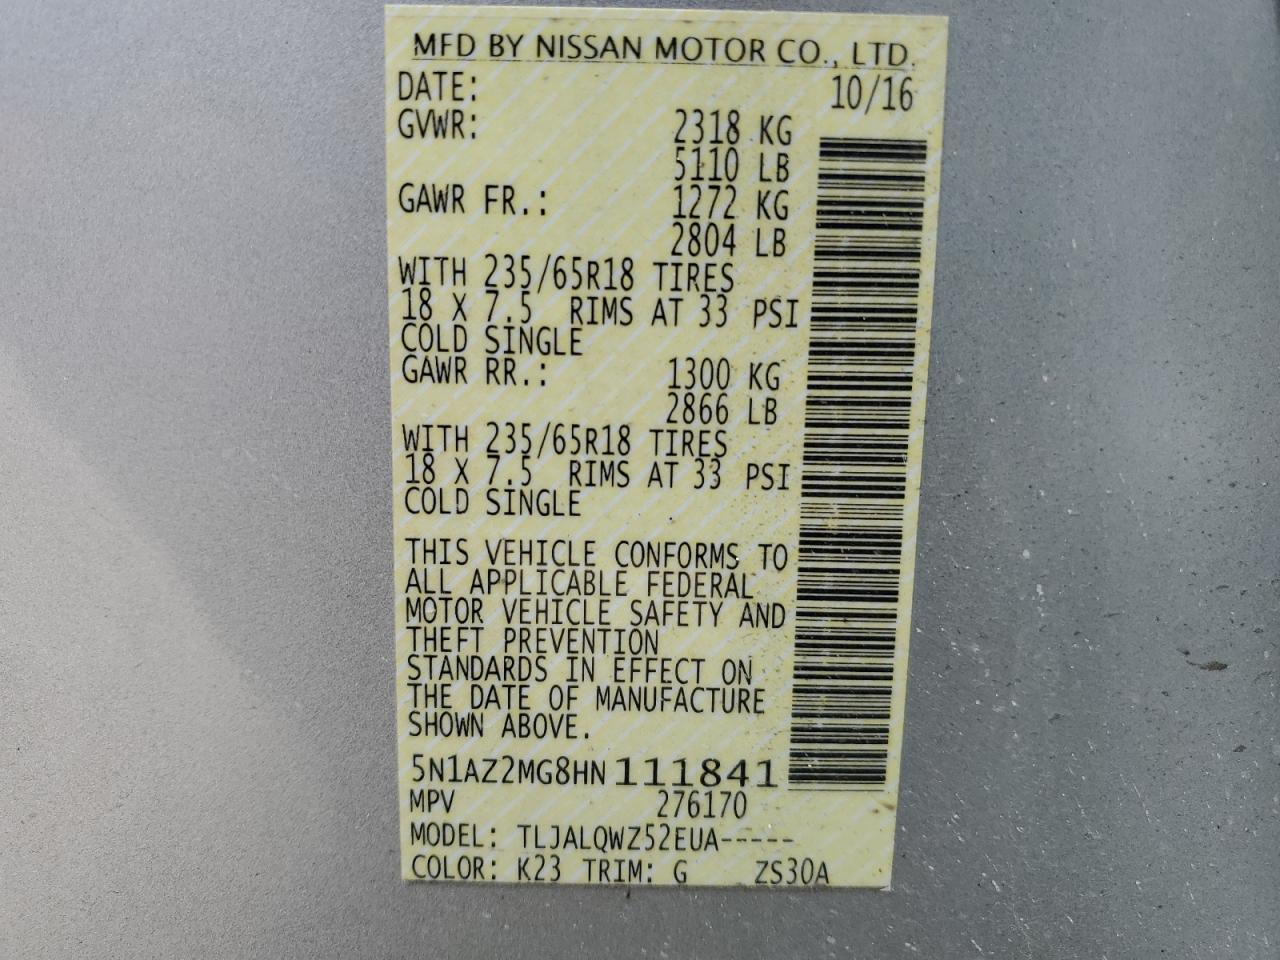 MFD BY NISSAN MOTOR CO., LTD.
DATE: 10/16
GVWR: 2318 KG
5110 LB
GAWR FR.: 1272 KG
2804 LB
WITH 235/65R18 TIRES
18 X 7.5 RIMS AT 33 PSI
COLD SINGLE
GAWR RR.: 1300 KG
2866 LB
WITH 235/65R18 TIRES
18 X 7.5 RIMS AT 33 PSI
COLD SINGLE
THIS VEHICLE CONFORMS TO
ALL APPLICABLE FEDERAL
MOTOR VEHICLE SAFETY AND
THEFT PREVENTION
STANDARDS IN EFFECT ON
THE DATE OF MANUFACTURE
SHOWN ABOVE.
5N1AZ2MG8HN111841
MPV 276170
MODEL: TLJALQWZ52EUA-----
COLOR: K23 TRIM: G ZS30A